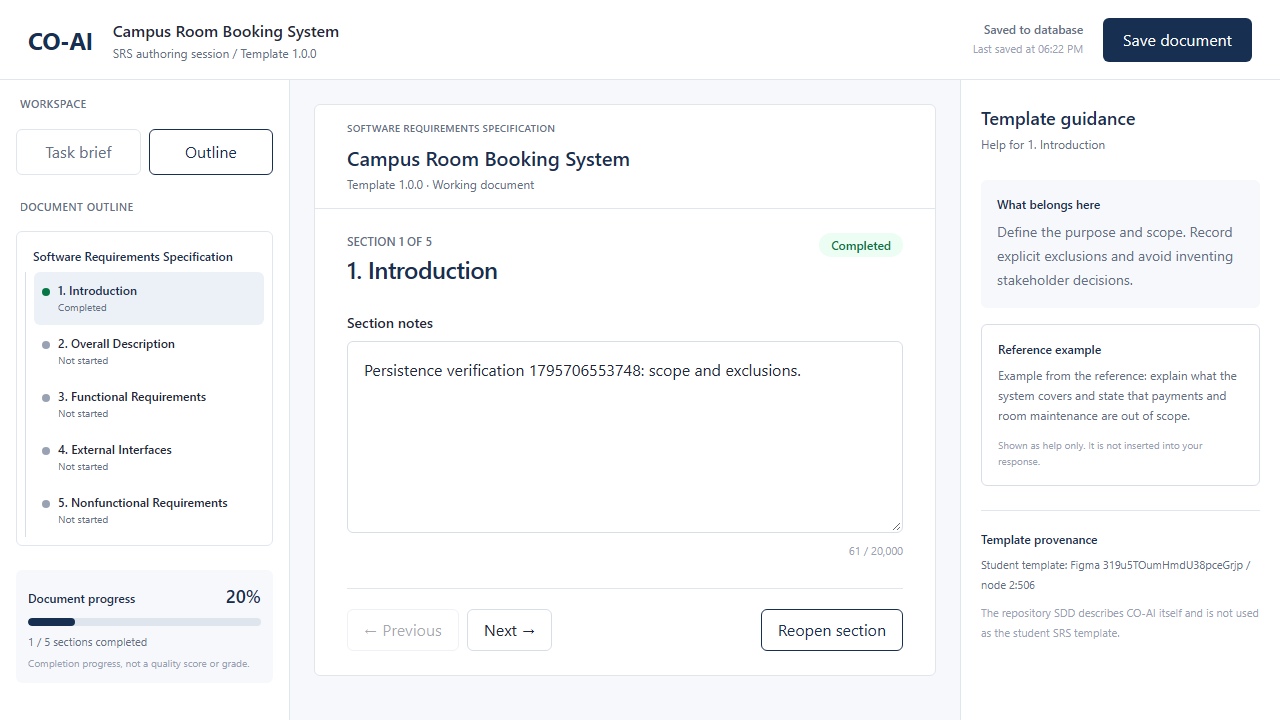 CO-AI
Campus Room Booking System
SRS authoring session / Template 1.0.0
Saved to database
Last saved at 06:22 PM
Save document
WORKSPACE
Task brief
Outline
DOCUMENT OUTLINE
Software Requirements Specification
1. Introduction
Completed
2. Overall Description
Not started
3. Functional Requirements
Not started
4. External Interfaces
Not started
5. Nonfunctional Requirements
Not started
Document progress
20%
1 / 5 sections completed
Completion progress, not a quality score or grade.
SOFTWARE REQUIREMENTS SPECIFICATION
Campus Room Booking System
Template 1.0.0 · Working document
SECTION 1 OF 5
Completed
1. Introduction
Section notes
Persistence verification 1795706553748: scope and exclusions.
61 / 20,000
← Previous
Next →
Reopen section
Template guidance
Help for 1. Introduction
What belongs here
Define the purpose and scope. Record
explicit exclusions and avoid inventing
stakeholder decisions.
Reference example
Example from the reference: explain what the
system covers and state that payments and
room maintenance are out of scope.
Shown as help only. It is not inserted into your
response.
Template provenance
Student template: Figma 319u5TOumHmdU38pceGrjp /
node 2:506
The repository SDD describes CO-AI itself and is not used
as the student SRS template.